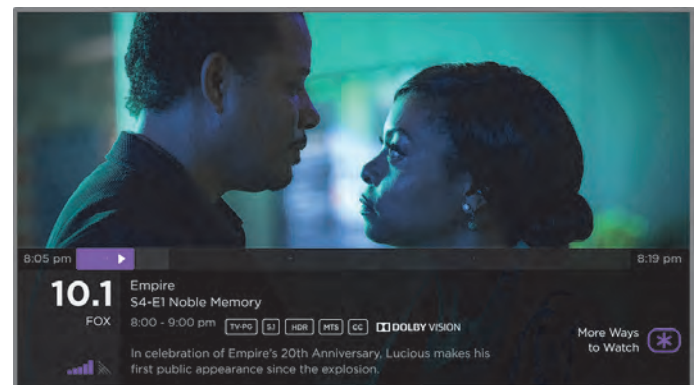 8:05 pm 8:19 pm
10.1
FOX
Empire
S4-E1 Noble Memory
8:00 - 9:00 pm TV-PG SJ HDR MTS CC DOLBY VISION
In celebration of Empire's 20th Anniversary, Lucious makes his
first public appearance since the explosion.
More Ways
to Watch